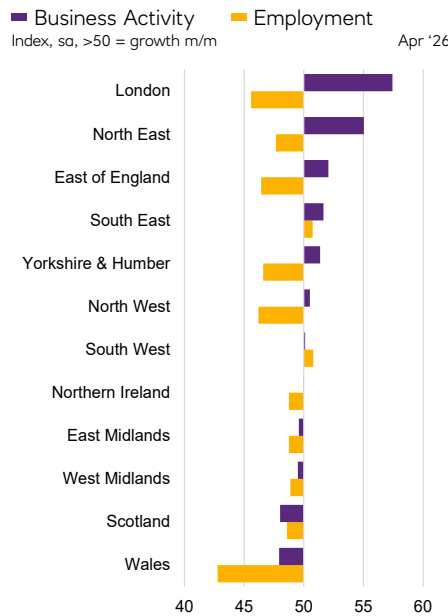 Business Activity Employment
Index, sa, >50 = growth m/m Apr ‘26
London
North East
East of England
South East
Yorkshire & Humber
North West
South West
Northern Ireland
East Midlands
West Midlands
Scotland
Wales
40 45 50 55 60